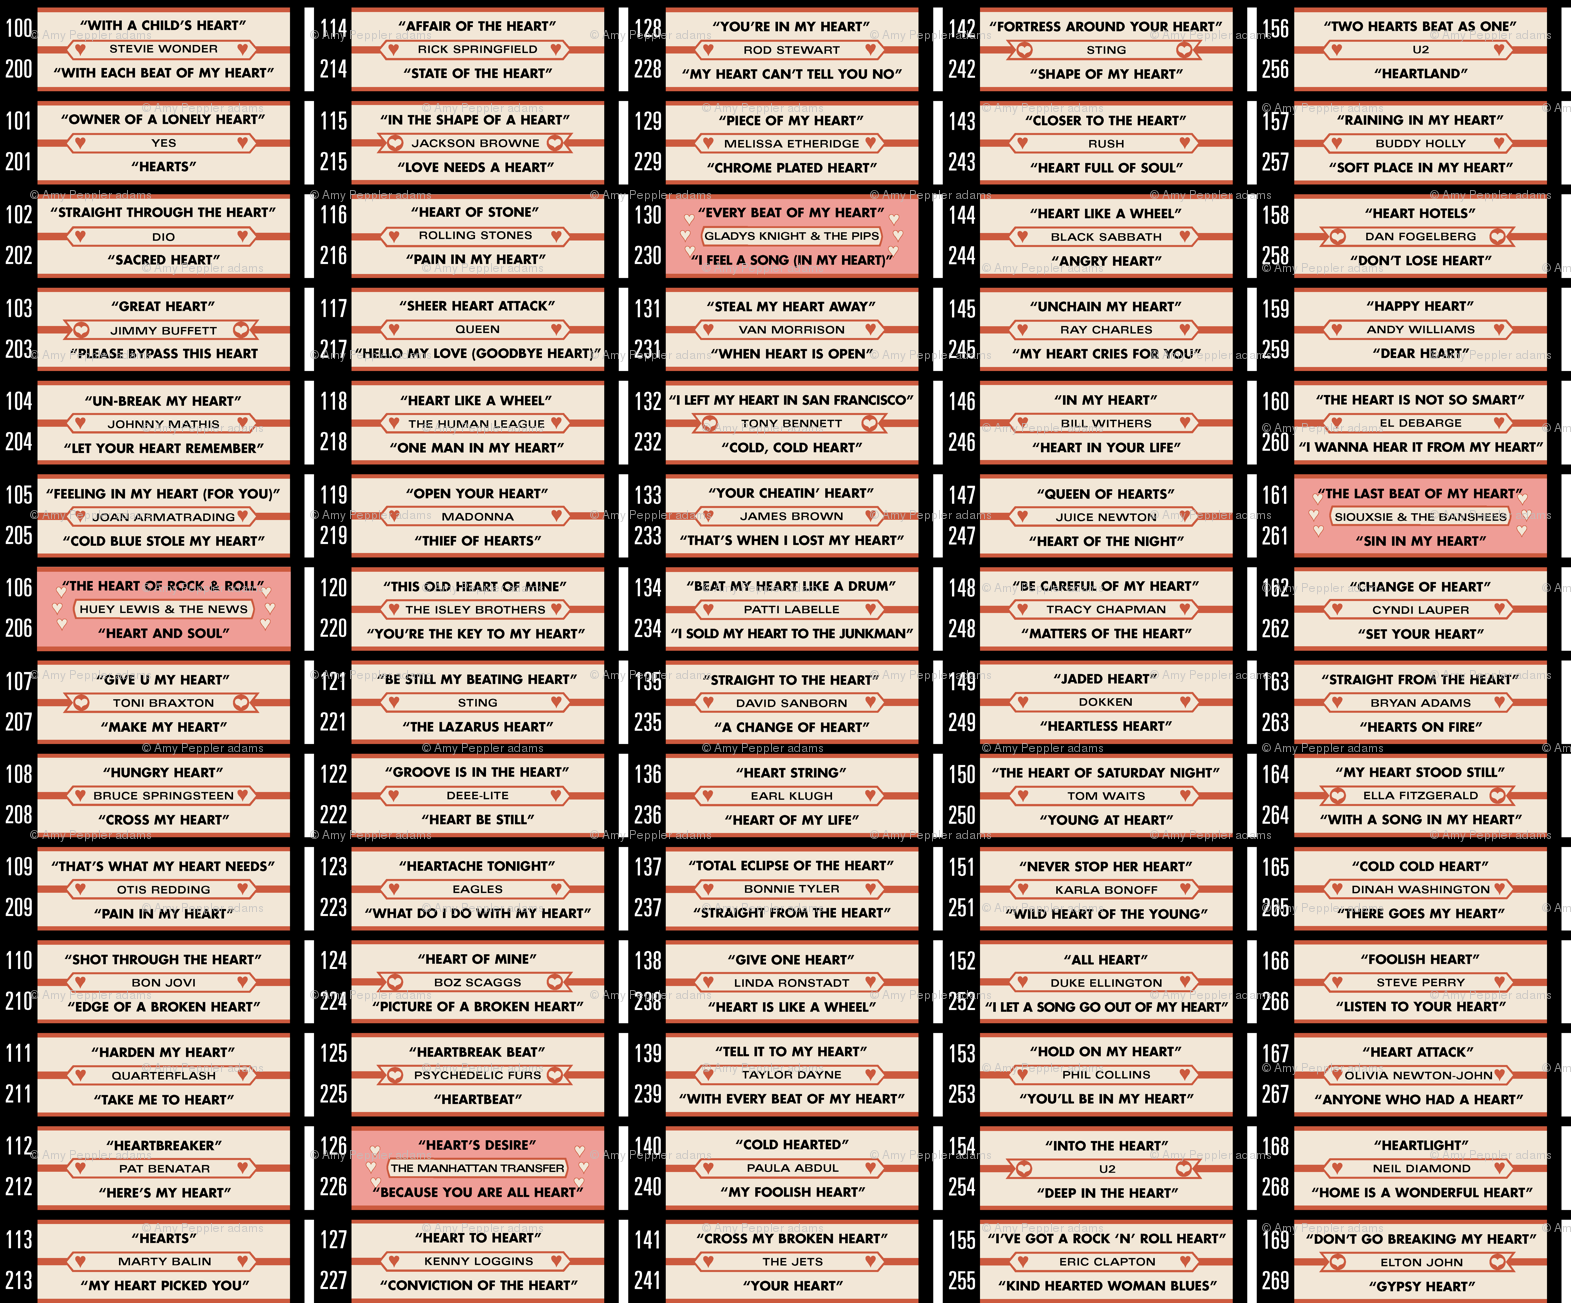 100 “WITH A CHILD’S HEART”
STEVIE WONDER
200 “WITH EACH BEAT OF MY HEART”
101 “OWNER OF A LONELY HEART”
YES
201 “HEARTS”
102 “STRAIGHT THROUGH THE HEART”
DIO
202 “SACRED HEART”
103 “GREAT HEART”
JIMMY BUFFETT
203 “PLEASE BYPASS THIS HEART
104 “UN-BREAK MY HEART”
JOHNNY MATHIS
204 “LET YOUR HEART REMEMBER”
105 “FEELING IN MY HEART (FOR YOU)”
JOAN ARMATRADING
205 “COLD BLUE STOLE MY HEART”
106 “THE HEART OF ROCK & ROLL”
HUEY LEWIS & THE NEWS
206 “HEART AND SOUL”
107 “GIVE U MY HEART”
TONI BRAXTON
207 “MAKE MY HEART”
108 “HUNGRY HEART”
BRUCE SPRINGSTEEN
208 “CROSS MY HEART”
109 “THAT’S WHAT MY HEART NEEDS”
OTIS REDDING
209 “PAIN IN MY HEART”
110 “SHOT THROUGH THE HEART”
BON JOVI
210 “EDGE OF A BROKEN HEART”
111 “HARDEN MY HEART”
QUARTERFLASH
211 “TAKE ME TO HEART”
112 “HEARTBREAKER”
PAT BENATAR
212 “HERE’S MY HEART”
113 “HEARTS”
MARTY BALIN
213 “MY HEART PICKED YOU”
114 “AFFAIR OF THE HEART”
RICK SPRINGFIELD
214 “STATE OF THE HEART”
115 “IN THE SHAPE OF A HEART”
JACKSON BROWNE
215 “LOVE NEEDS A HEART”
116 “HEART OF STONE”
ROLLING STONES
216 “PAIN IN MY HEART”
117 “SHEER HEART ATTACK”
QUEEN
217 “HELLO MY LOVE (GOODBYE HEART)”
118 “HEART LIKE A WHEEL”
THE HUMAN LEAGUE
218 “ONE MAN IN MY HEART”
119 “OPEN YOUR HEART”
MADONNA
219 “THIEF OF HEARTS”
120 “THIS OLD HEART OF MINE”
THE ISLEY BROTHERS
220 “YOU’RE THE KEY TO MY HEART”
121 “BE STILL MY BEATING HEART”
STING
221 “THE LAZARUS HEART”
122 “GROOVE IS IN THE HEART”
DEEE-LITE
222 “HEART BE STILL”
123 “HEARTACHE TONIGHT”
EAGLES
223 “WHAT DO I DO WITH MY HEART”
124 “HEART OF MINE”
BOZ SCAGGS
224 “PICTURE OF A BROKEN HEART”
125 “HEARTBREAK BEAT”
PSYCHEDELIC FURS
225 “HEARTBEAT”
126 “HEART’S DESIRE”
THE MANHATTAN TRANSFER
226 “BECAUSE YOU ARE ALL HEART”
127 “HEART TO HEART”
KENNY LOGGINS
227 “CONVICTION OF THE HEART”
128 “YOU’RE IN MY HEART”
ROD STEWART
228 “MY HEART CAN’T TELL YOU NO”
129 “PIECE OF MY HEART”
MELISSA ETHERIDGE
229 “CHROME PLATED HEART”
130 “EVERY BEAT OF MY HEART”
GLADYS KNIGHT & THE PIPS
230 “I FEEL A SONG (IN MY HEART)”
131 “STEAL MY HEART AWAY”
VAN MORRISON
231 “WHEN HEART IS OPEN”
132 “I LEFT MY HEART IN SAN FRANCISCO”
TONY BENNETT
232 “COLD, COLD HEART”
133 “YOUR CHEATIN’ HEART”
JAMES BROWN
233 “THAT’S WHEN I LOST MY HEART”
134 “BEAT MY HEART LIKE A DRUM”
PATTI LABELLE
234 “I SOLD MY HEART TO THE JUNKMAN”
135 “STRAIGHT TO THE HEART”
DAVID SANBORN
235 “A CHANGE OF HEART”
136 “HEART STRING”
EARL KLUGH
236 “HEART OF MY LIFE”
137 “TOTAL ECLIPSE OF THE HEART”
BONNIE TYLER
237 “STRAIGHT FROM THE HEART”
138 “GIVE ONE HEART”
LINDA RONSTADT
238 “HEART IS LIKE A WHEEL”
139 “TELL IT TO MY HEART”
TAYLOR DAYNE
239 “WITH EVERY BEAT OF MY HEART”
140 “COLD HEARTED”
PAULA ABDUL
240 “MY FOOLISH HEART”
141 “CROSS MY BROKEN HEART”
THE JETS
241 “YOUR HEART”
142 “FORTRESS AROUND YOUR HEART”
STING
242 “SHAPE OF MY HEART”
143 “CLOSER TO THE HEART”
RUSH
243 “HEART FULL OF SOUL”
144 “HEART LIKE A WHEEL”
BLACK SABBATH
244 “ANGRY HEART”
145 “UNCHAIN MY HEART”
RAY CHARLES
245 “MY HEART CRIES FOR YOU”
146 “IN MY HEART”
BILL WITHERS
246 “HEART IN YOUR LIFE”
147 “QUEEN OF HEARTS”
JUICE NEWTON
247 “HEART OF THE NIGHT”
148 “BE CAREFUL OF MY HEART”
TRACY CHAPMAN
248 “MATTERS OF THE HEART”
149 “JADED HEART”
DOKKEN
249 “HEARTLESS HEART”
150 “THE HEART OF SATURDAY NIGHT”
TOM WAITS
250 “YOUNG AT HEART”
151 “NEVER STOP HER HEART”
KARLA BONOFF
251 “WILD HEART OF THE YOUNG”
152 “ALL HEART”
DUKE ELLINGTON
252 “I LET A SONG GO OUT OF MY HEART”
153 “HOLD ON MY HEART”
PHIL COLLINS
253 “YOU’LL BE IN MY HEART”
154 “INTO THE HEART”
U2
254 “DEEP IN THE HEART”
155 “I’VE GOT A ROCK ‘N’ ROLL HEART”
ERIC CLAPTON
255 “KIND HEARTED WOMAN BLUES”
156 “TWO HEARTS BEAT AS ONE”
U2
256 “HEARTLAND”
157 “RAINING IN MY HEART”
BUDDY HOLLY
257 “SOFT PLACE IN MY HEART”
158 “HEART HOTELS”
DAN FOGELBERG
258 “DON’T LOSE HEART”
159 “HAPPY HEART”
ANDY WILLIAMS
259 “DEAR HEART”
160 “THE HEART IS NOT SO SMART”
EL DEBARGE
260 “I WANNA HEAR IT FROM MY HEART”
161 “THE LAST BEAT OF MY HEART”
SIOUXSIE & THE BANSHEES
261 “SIN IN MY HEART”
162 “CHANGE OF HEART”
CYNDI LAUPER
262 “SET YOUR HEART”
163 “STRAIGHT FROM THE HEART”
BRYAN ADAMS
263 “HEARTS ON FIRE”
164 “MY HEART STOOD STILL”
ELLA FITZGERALD
264 “WITH A SONG IN MY HEART”
165 “COLD COLD HEART”
DINAH WASHINGTON
265 “THERE GOES MY HEART”
166 “FOOLISH HEART”
STEVE PERRY
266 “LISTEN TO YOUR HEART”
167 “HEART ATTACK”
OLIVIA NEWTON-JOHN
267 “ANYONE WHO HAD A HEART”
168 “HEARTLIGHT”
NEIL DIAMOND
268 “HOME IS A WONDERFUL HEART”
169 “DON’T GO BREAKING MY HEART”
ELTON JOHN
269 “GYPSY HEART”
© Amy Peppler adams